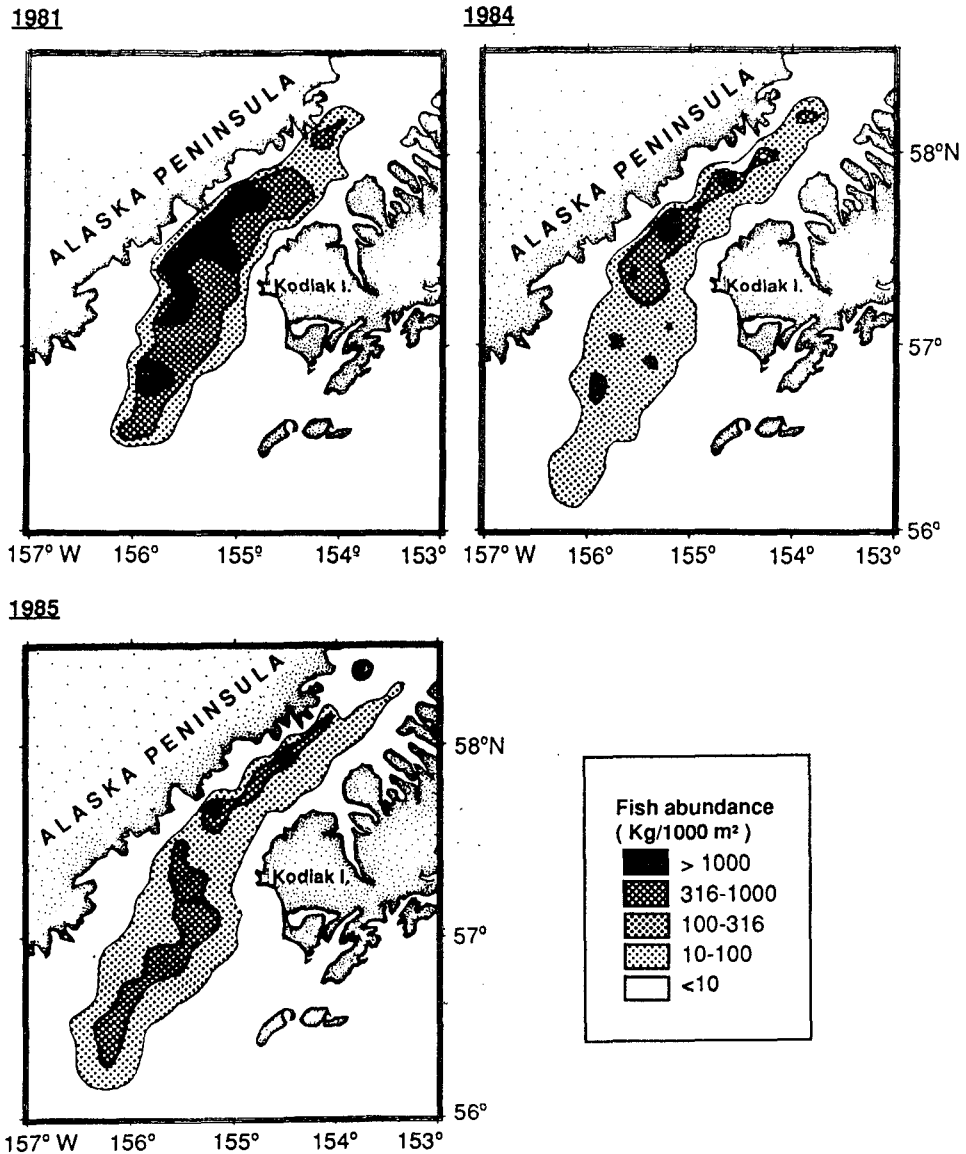 1981
ALASKA PENINSULA
Kodiak I.
157° W 156° 155º 154º 153°
1984
ALASKA PENINSULA
Kodiak I.
58°N
57°
56°
157° W 156° 155° 154° 153°
1985
ALASKA PENINSULA
Kodiak I.
58°N
57°
56°
157° W 156° 155° 154° 153°
Fish abundance
( Kg/1000 m² )
> 1000
316-1000
100-316
10-100
<10